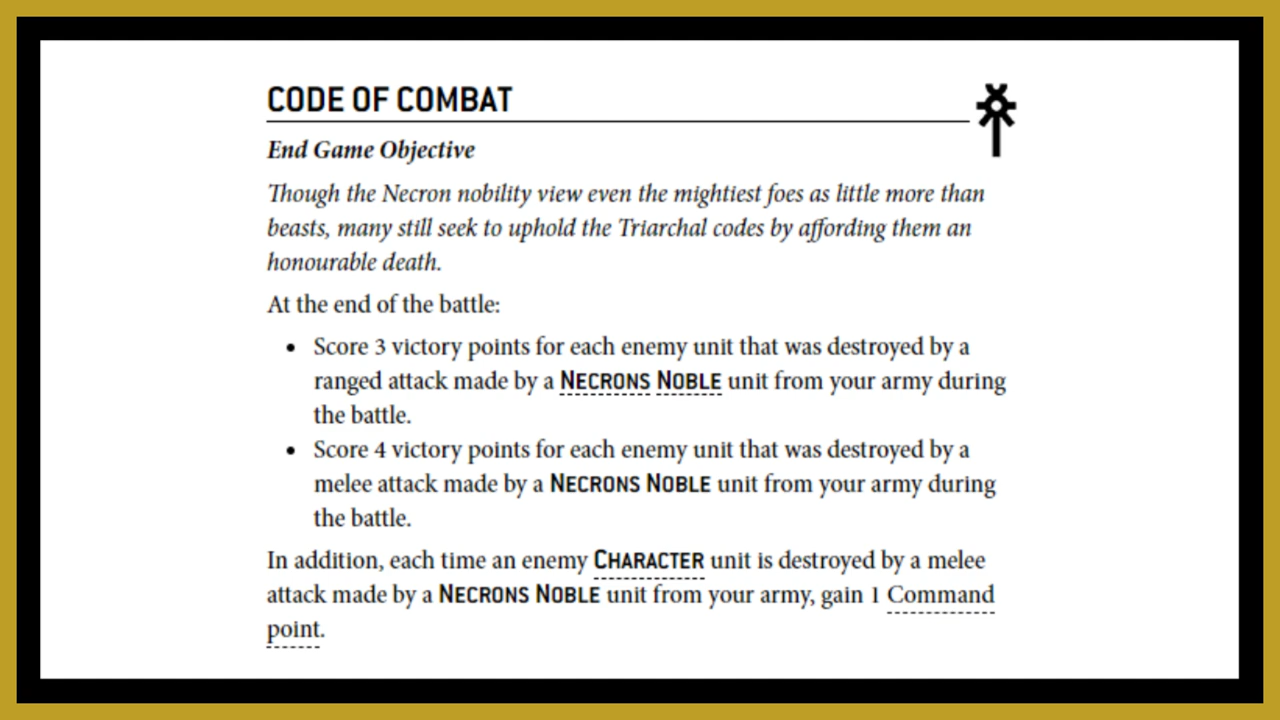 CODE OF COMBAT
End Game Objective
Though the Necron nobility view even the mightiest foes as little more than
beasts, many still seek to uphold the Triarchal codes by affording them an
honourable death.
At the end of the battle:
• Score 3 victory points for each enemy unit that was destroyed by a
ranged attack made by a NECRONS NOBLE unit from your army during
the battle.
• Score 4 victory points for each enemy unit that was destroyed by a
melee attack made by a NECRONS NOBLE unit from your army during
the battle.
In addition, each time an enemy CHARACTER unit is destroyed by a melee
attack made by a NECRONS NOBLE unit from your army, gain 1 Command
point.